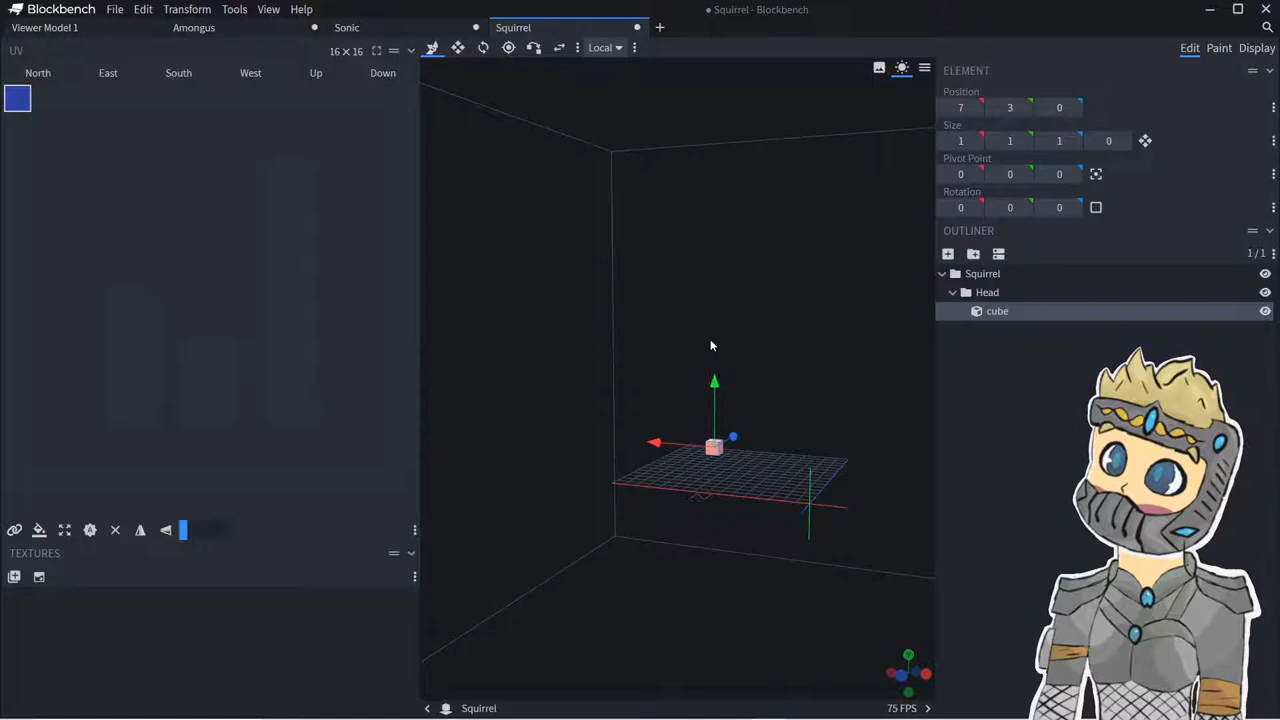 Blockbench File Edit Transform Tools View Help ● Squirrel - Blockbench
Viewer Model 1 Amongus Sonic Squirrel
UV 16×16
North East South West Up Down
Local
Edit Paint Display
ELEMENT
Position
7 3 0
Size
1 1 1 0
Pivot Point
0 0 0
Rotation
0 0 0
OUTLINER
1/1
Squirrel
Head
cube
TEXTURES
Squirrel 75 FPS